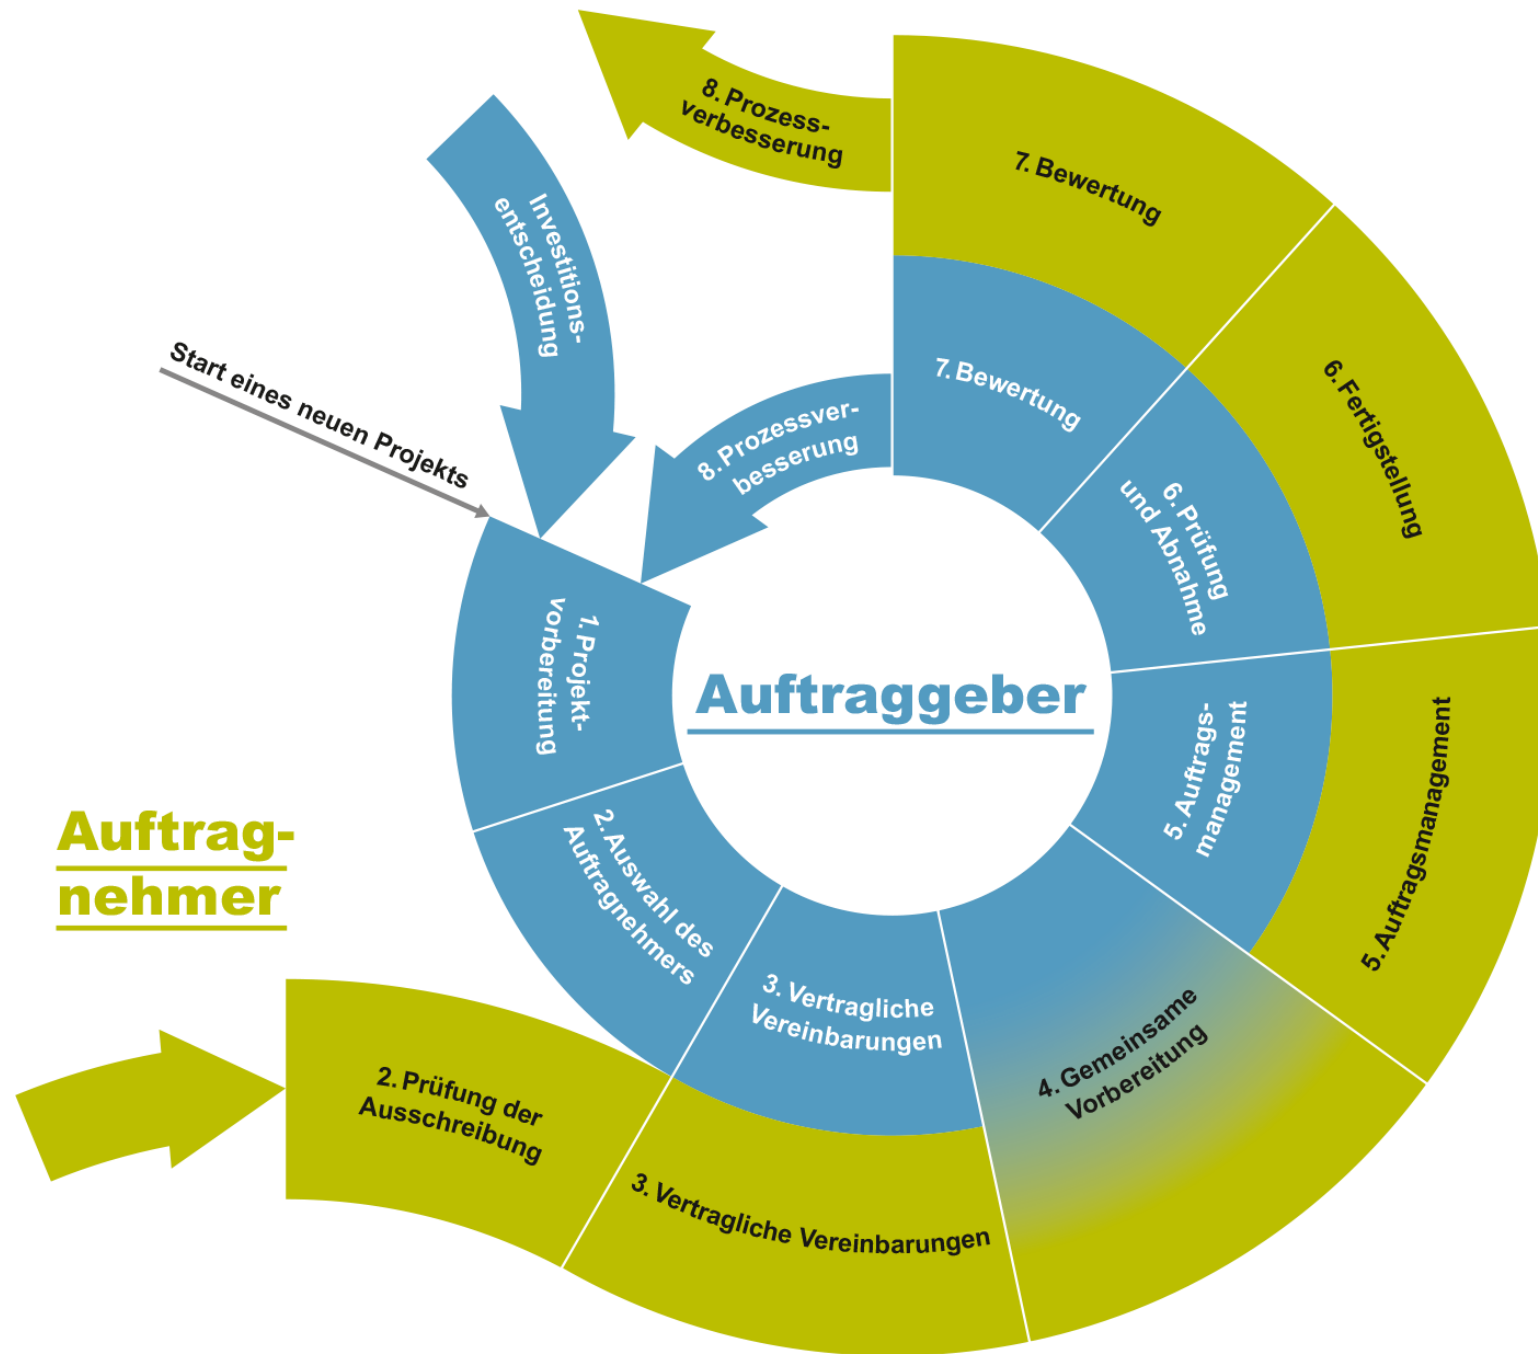 8. Prozess-
verbesserung
7. Bewertung
Investitions-
entscheidung
Start eines neuen Projekts
8. Prozessver-
besserung
7. Bewertung
6. Fertigstellung
6. Prüfung
und Abnahme
1. Projekt-
vorbereitung
Auftraggeber
5. Auftrags-
management
5. Auftragsmanagement
Auftrag-
nehmer
2. Auswahl des
Auftragnehmers
3. Vertragliche
Vereinbarungen
4. Gemeinsame
Vorbereitung
2. Prüfung der
Ausschreibung
3. Vertragliche Vereinbarungen